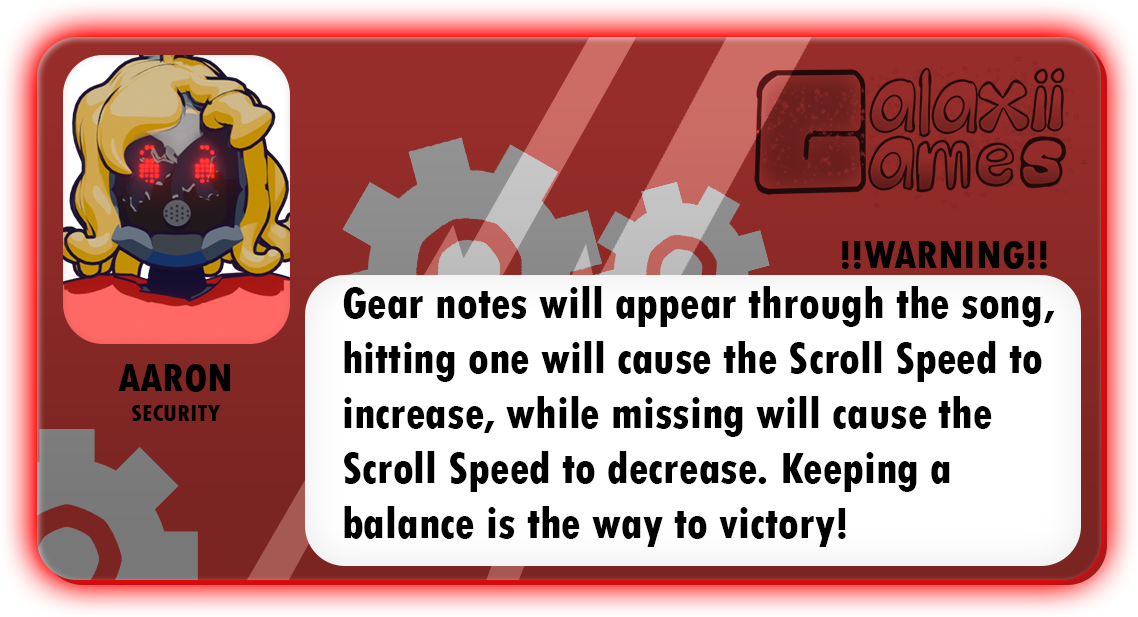 Galaxii
Games
!!WARNING!!
Gear notes will appear through the song,
hitting one will cause the Scroll Speed to
increase, while missing will cause the
Scroll Speed to decrease. Keeping a
balance is the way to victory!
AARON
SECURITY